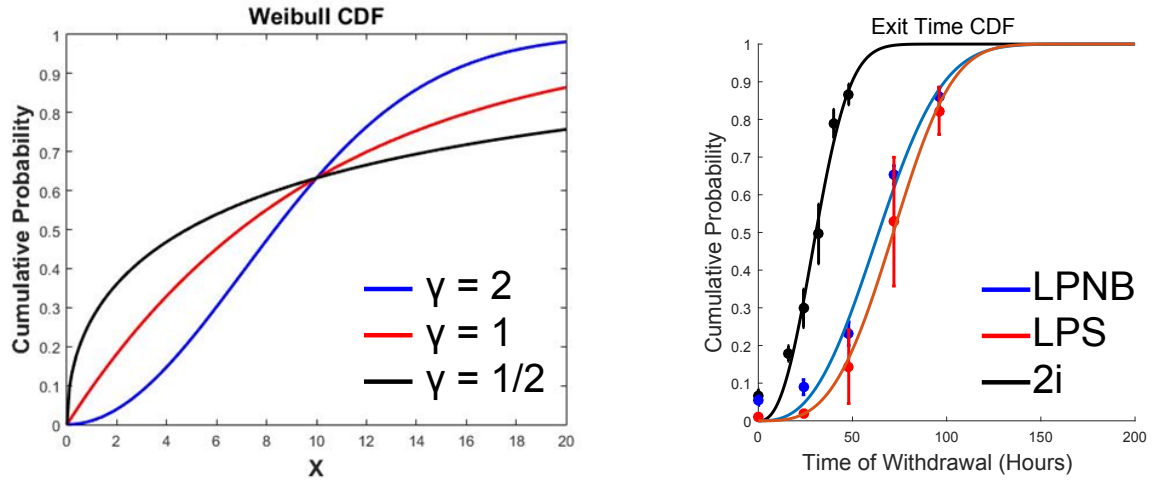 Weibull CDF
Cumulative Probability
1
0.9
0.8
0.7
0.6
0.5
0.4
0.3
0.2
0.1
0
0 2 4 6 8 10 12 14 16 18 20
X
γ = 2
γ = 1
γ = 1/2
Exit Time CDF
Cumulative Probability
1
0.9
0.8
0.7
0.6
0.5
0.4
0.3
0.2
0.1
0
0 50 100 150 200
Time of Withdrawal (Hours)
LPNB
LPS
2i